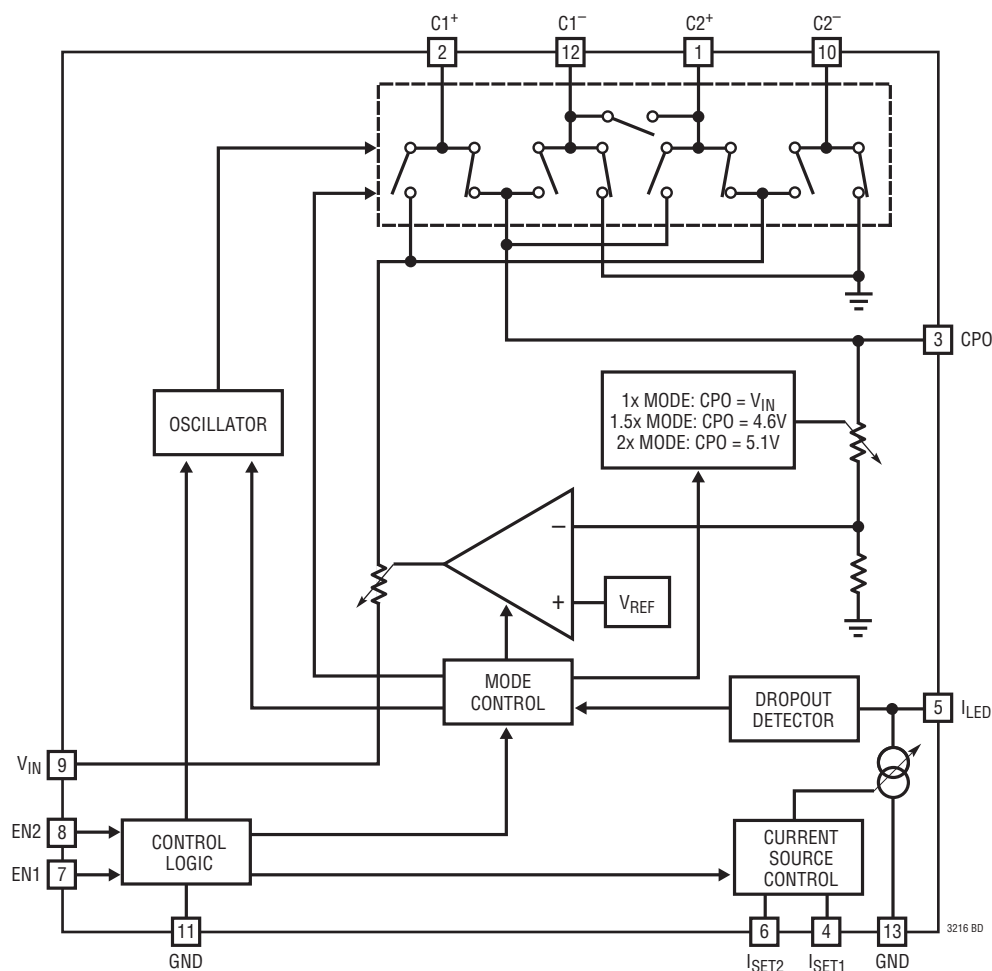 C1+
C1–
C2+
C2–
2
12
1
10
3
CPO
OSCILLATOR
1x MODE: CPO = VIN
1.5x MODE: CPO = 4.6V
2x MODE: CPO = 5.1V
–
+
VREF
MODE
CONTROL
DROPOUT
DETECTOR
5
ILED
VIN
9
EN2
8
EN1
7
CONTROL
LOGIC
CURRENT
SOURCE
CONTROL
11
6
4
13
3216 BD
GND
ISET2
ISET1
GND